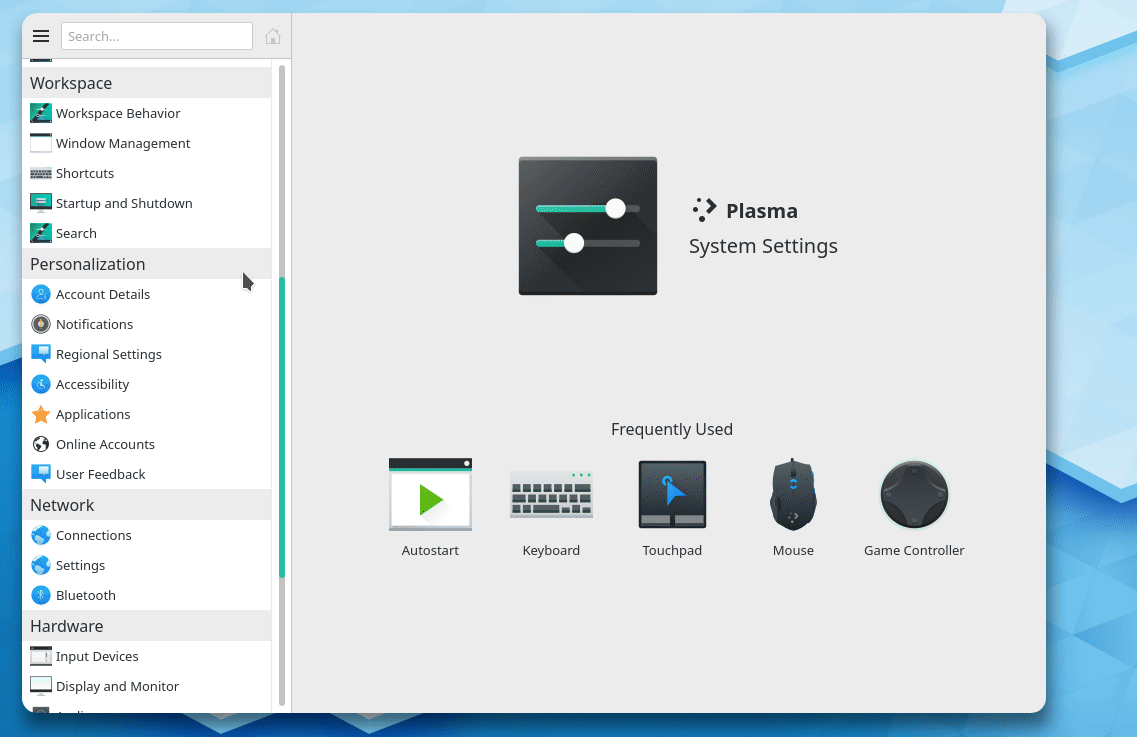 Search...
Workspace
Workspace Behavior
Window Management
Shortcuts
Startup and Shutdown
Search
Personalization
Account Details
Notifications
Regional Settings
Accessibility
Applications
Online Accounts
User Feedback
Network
Connections
Settings
Bluetooth
Hardware
Input Devices
Display and Monitor
Plasma
System Settings
Frequently Used
Autostart
Keyboard
Touchpad
Mouse
Game Controller